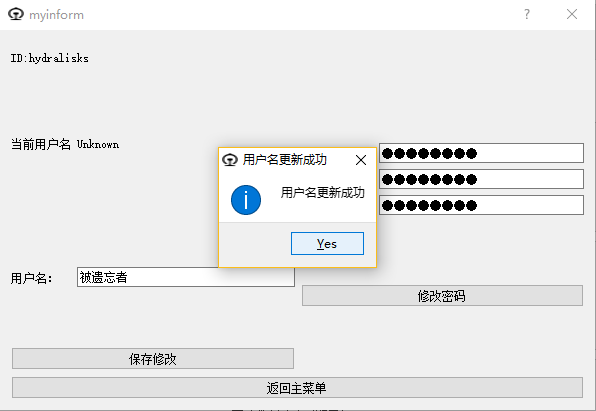 myinform
ID:hydralisks
当前用户名 Unknown
用户名更新成功
用户名更新成功
Yes
用户名：
被遗忘者
修改密码
保存修改
返回主菜单